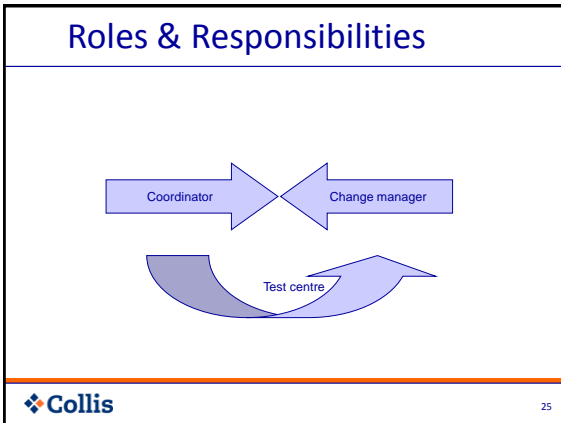 Roles & Responsibilities
Coordinator
Change manager
Test centre
Collis
25